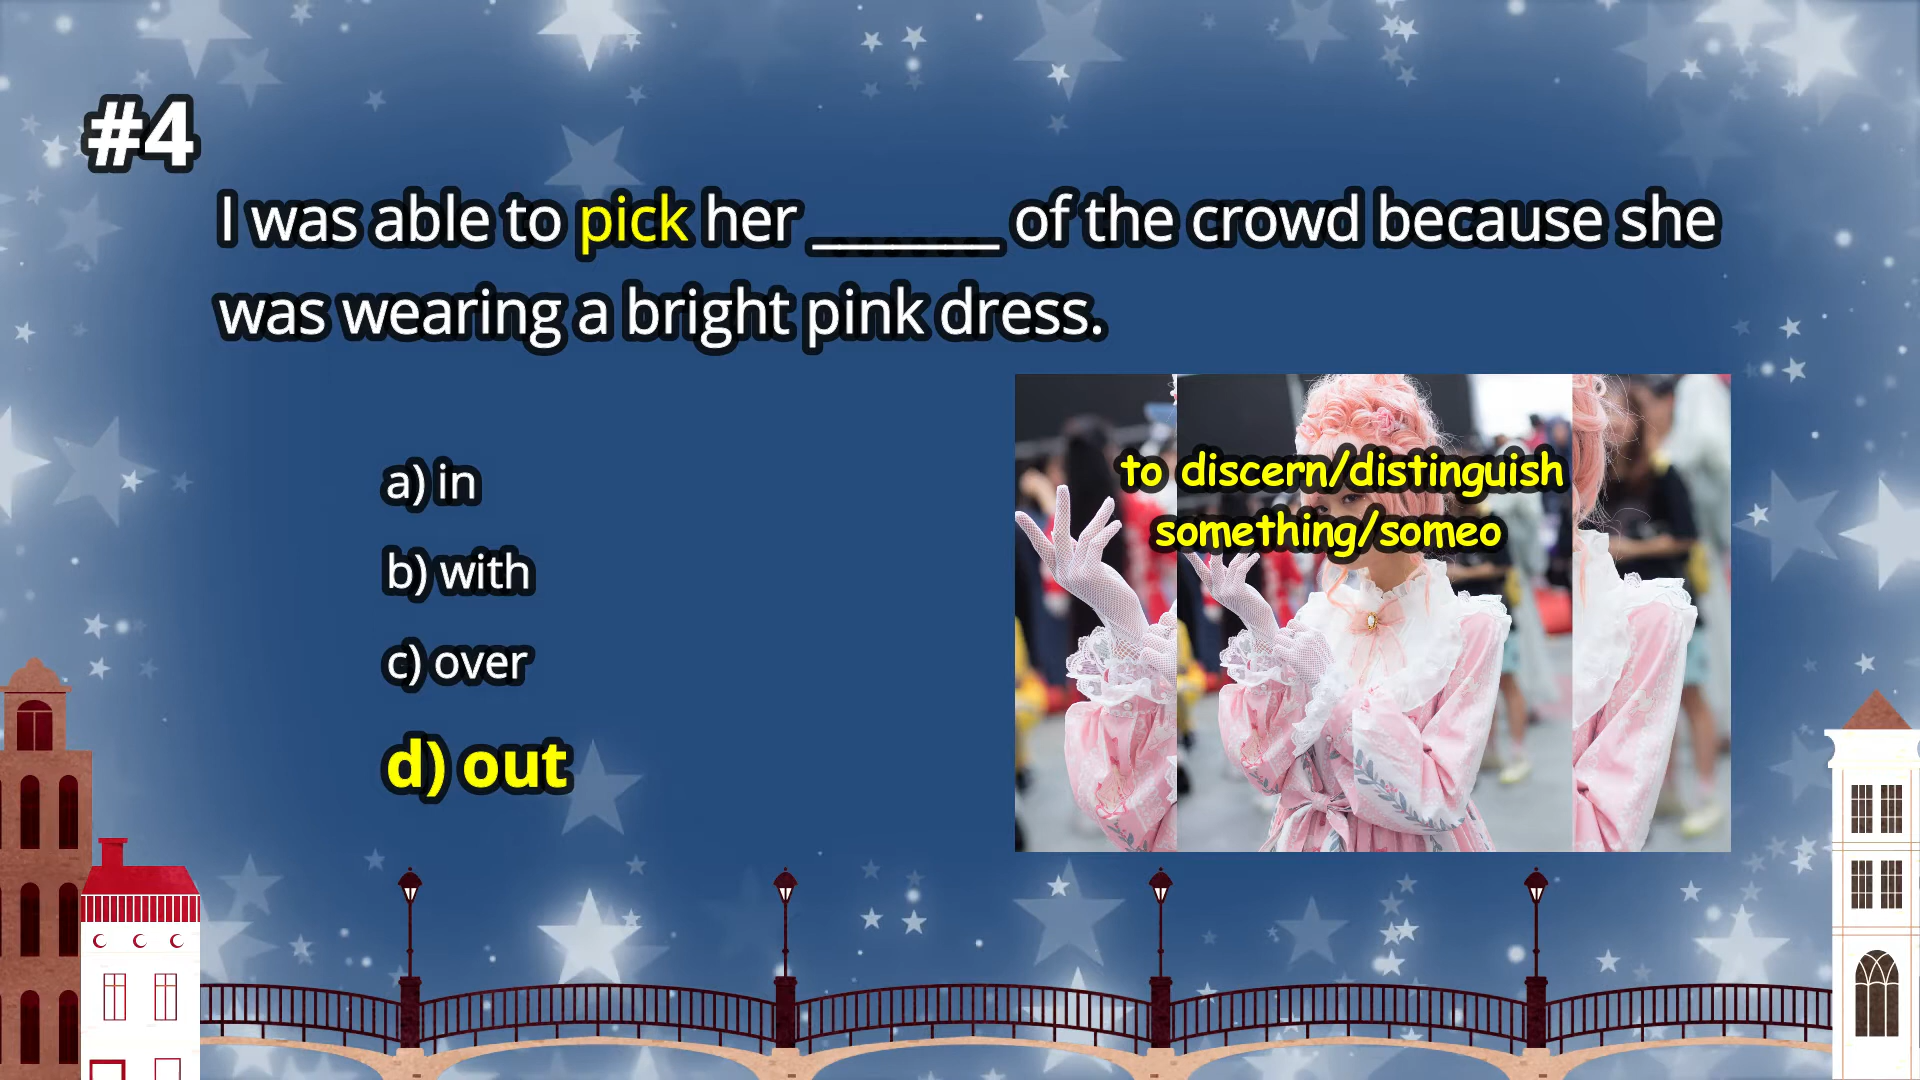 #4
I was able to pick her ______ of the crowd because she
was wearing a bright pink dress.
a) in
b) with
c) over
d) out
to discern/distinguish
something/someo